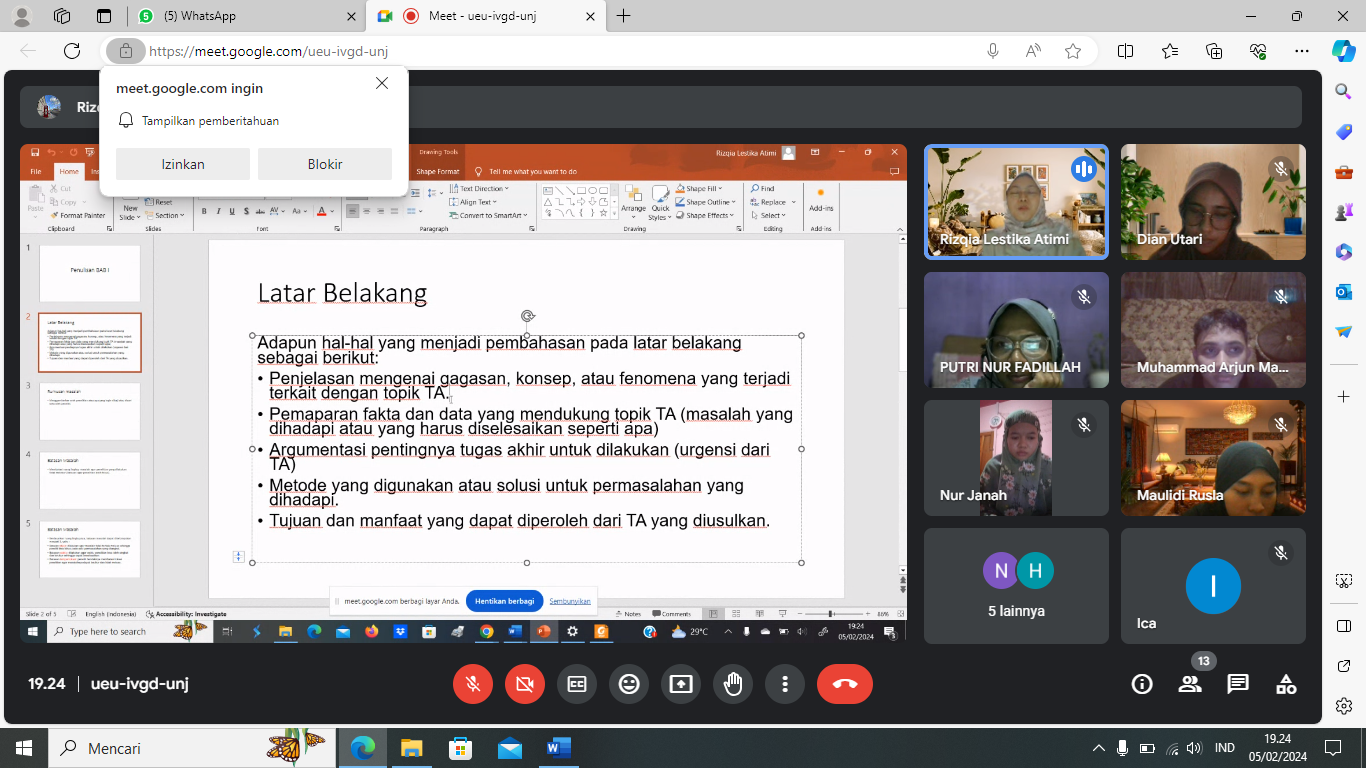 (5) WhatsApp
Meet - ueu-ivgd-unj
https://meet.google.com/ueu-ivgd-unj
meet.google.com ingin
Tampilkan pemberitahuan
Izinkan
Blokir
Drawing Tools
Rizqia Lestika Atimi
File
Home
Shape Format
Tell me what you want to do
Cut
Copy
Format Painter
Paste
Clipboard
New
Slide
Reset
Section
Slides
Font
Text Direction
Align Text
Convert to SmartArt
Paragraph
Arrange
Quick
Styles
Shape Fill
Shape Outline
Shape Effects
Drawing
Find
Replace
Select
Editing
Add-ins
Add-ins
1
Penulisan BAB I
2
Latar Belakang
3
4
5
Latar Belakang
Adapun hal-hal yang menjadi pembahasan pada latar belakang
sebagai berikut:
• Penjelasan mengenai gagasan, konsep, atau fenomena yang terjadi
terkait dengan topik TA.
• Pemaparan fakta dan data yang mendukung topik TA (masalah yang
dihadapi atau yang harus diselesaikan seperti apa)
• Argumentasi pentingnya tugas akhir untuk dilakukan (urgensi dari
TA)
• Metode yang digunakan atau solusi untuk permasalahan yang
dihadapi.
• Tujuan dan manfaat yang dapat diperoleh dari TA yang diusulkan.
meet.google.com berbagi layar Anda.
Hentikan berbagi
Sembunyikan
Slide 2 of 5
English (Indonesia)
Accessibility: Investigate
Notes
Comments
86%
Type here to search
29°C
19:24
05/02/2024
Rizqia Lestika Atimi
Dian Utari
PUTRI NUR FADILLAH
Muhammad Arjun Ma...
Nur Janah
Maulidi Rusla
N
H
5 lainnya
I
Ica
19.24
ueu-ivgd-unj
13
Mencari
IND
19.24
05/02/2024